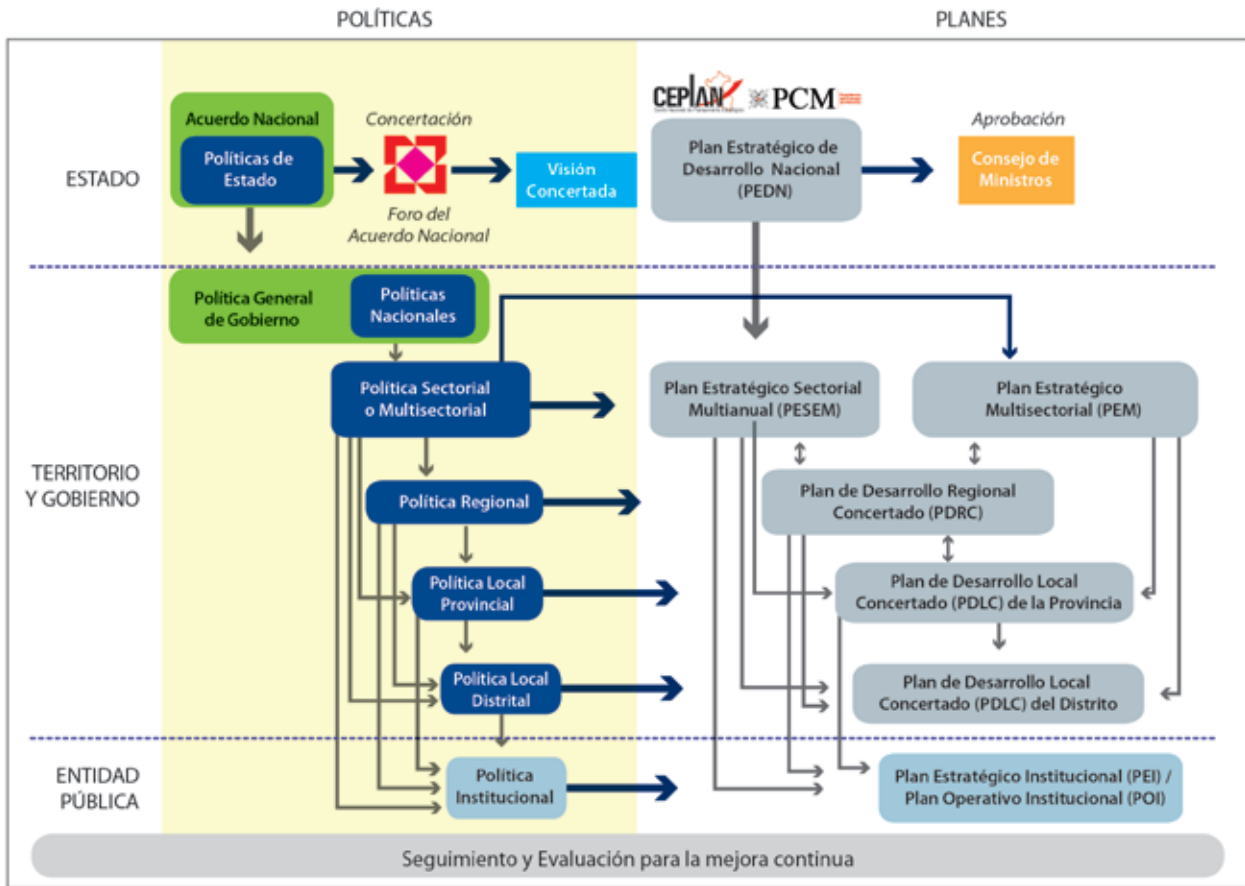 POLÍTICAS
PLANES
ESTADO
Acuerdo Nacional
Políticas de
Estado
Concertación
Foro del
Acuerdo Nacional
Visión
Concertada
CEPLAN
PCM
Plan Estratégico de
Desarrollo Nacional
(PEDN)
Aprobación
Consejo de
Ministros
TERRITORIO
Y GOBIERNO
Política General
de Gobierno
Políticas
Nacionales
Política Sectorial
o Multisectorial
Plan Estratégico Sectorial
Multianual (PESEM)
Plan Estratégico
Multisectorial (PEM)
Política Regional
Plan de Desarrollo Regional
Concertado (PDRC)
Política Local
Provincial
Plan de Desarrollo Local
Concertado (PDLC) de la Provincia
Política Local
Distrital
Plan de Desarrollo Local
Concertado (PDLC) del Distrito
ENTIDAD
PÚBLICA
Política
Institucional
Plan Estratégico Institucional (PEI) /
Plan Operativo Institucional (POI)
Seguimiento y Evaluación para la mejora continua